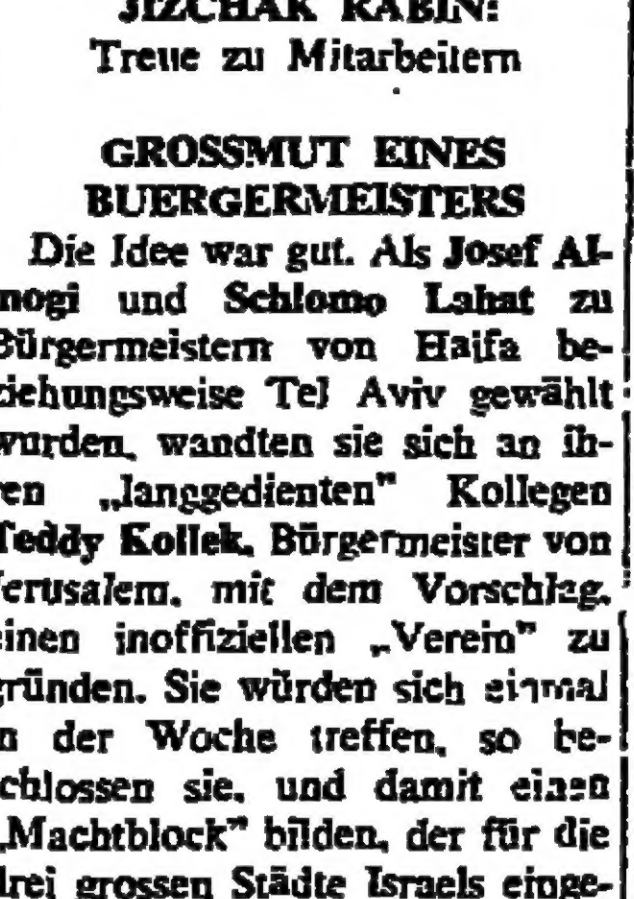 JIZCHAK RABIN:
Treue zu Mitarbeitern
GROSSMUT EINES
BUERGERMEISTERS
Die Idee war gut. Als Josef Al-
mogi und Schlomo Lahat zu
Bürgermeistern von Haifa be-
ziehungsweise Tel Aviv gewählt
wurden, wandten sie sich an ih-
ren „langgedienten" Kollegen
Teddy Kollek, Bürgermeister von
Jerusalem, mit dem Vorschlag,
einen inoffiziellen „Verein" zu
gründen. Sie würden sich einmal
in der Woche treffen, so be-
schlossen sie, und damit einen
„Machtblock" bilden, der für die
drei grossen Städte Israels einge-